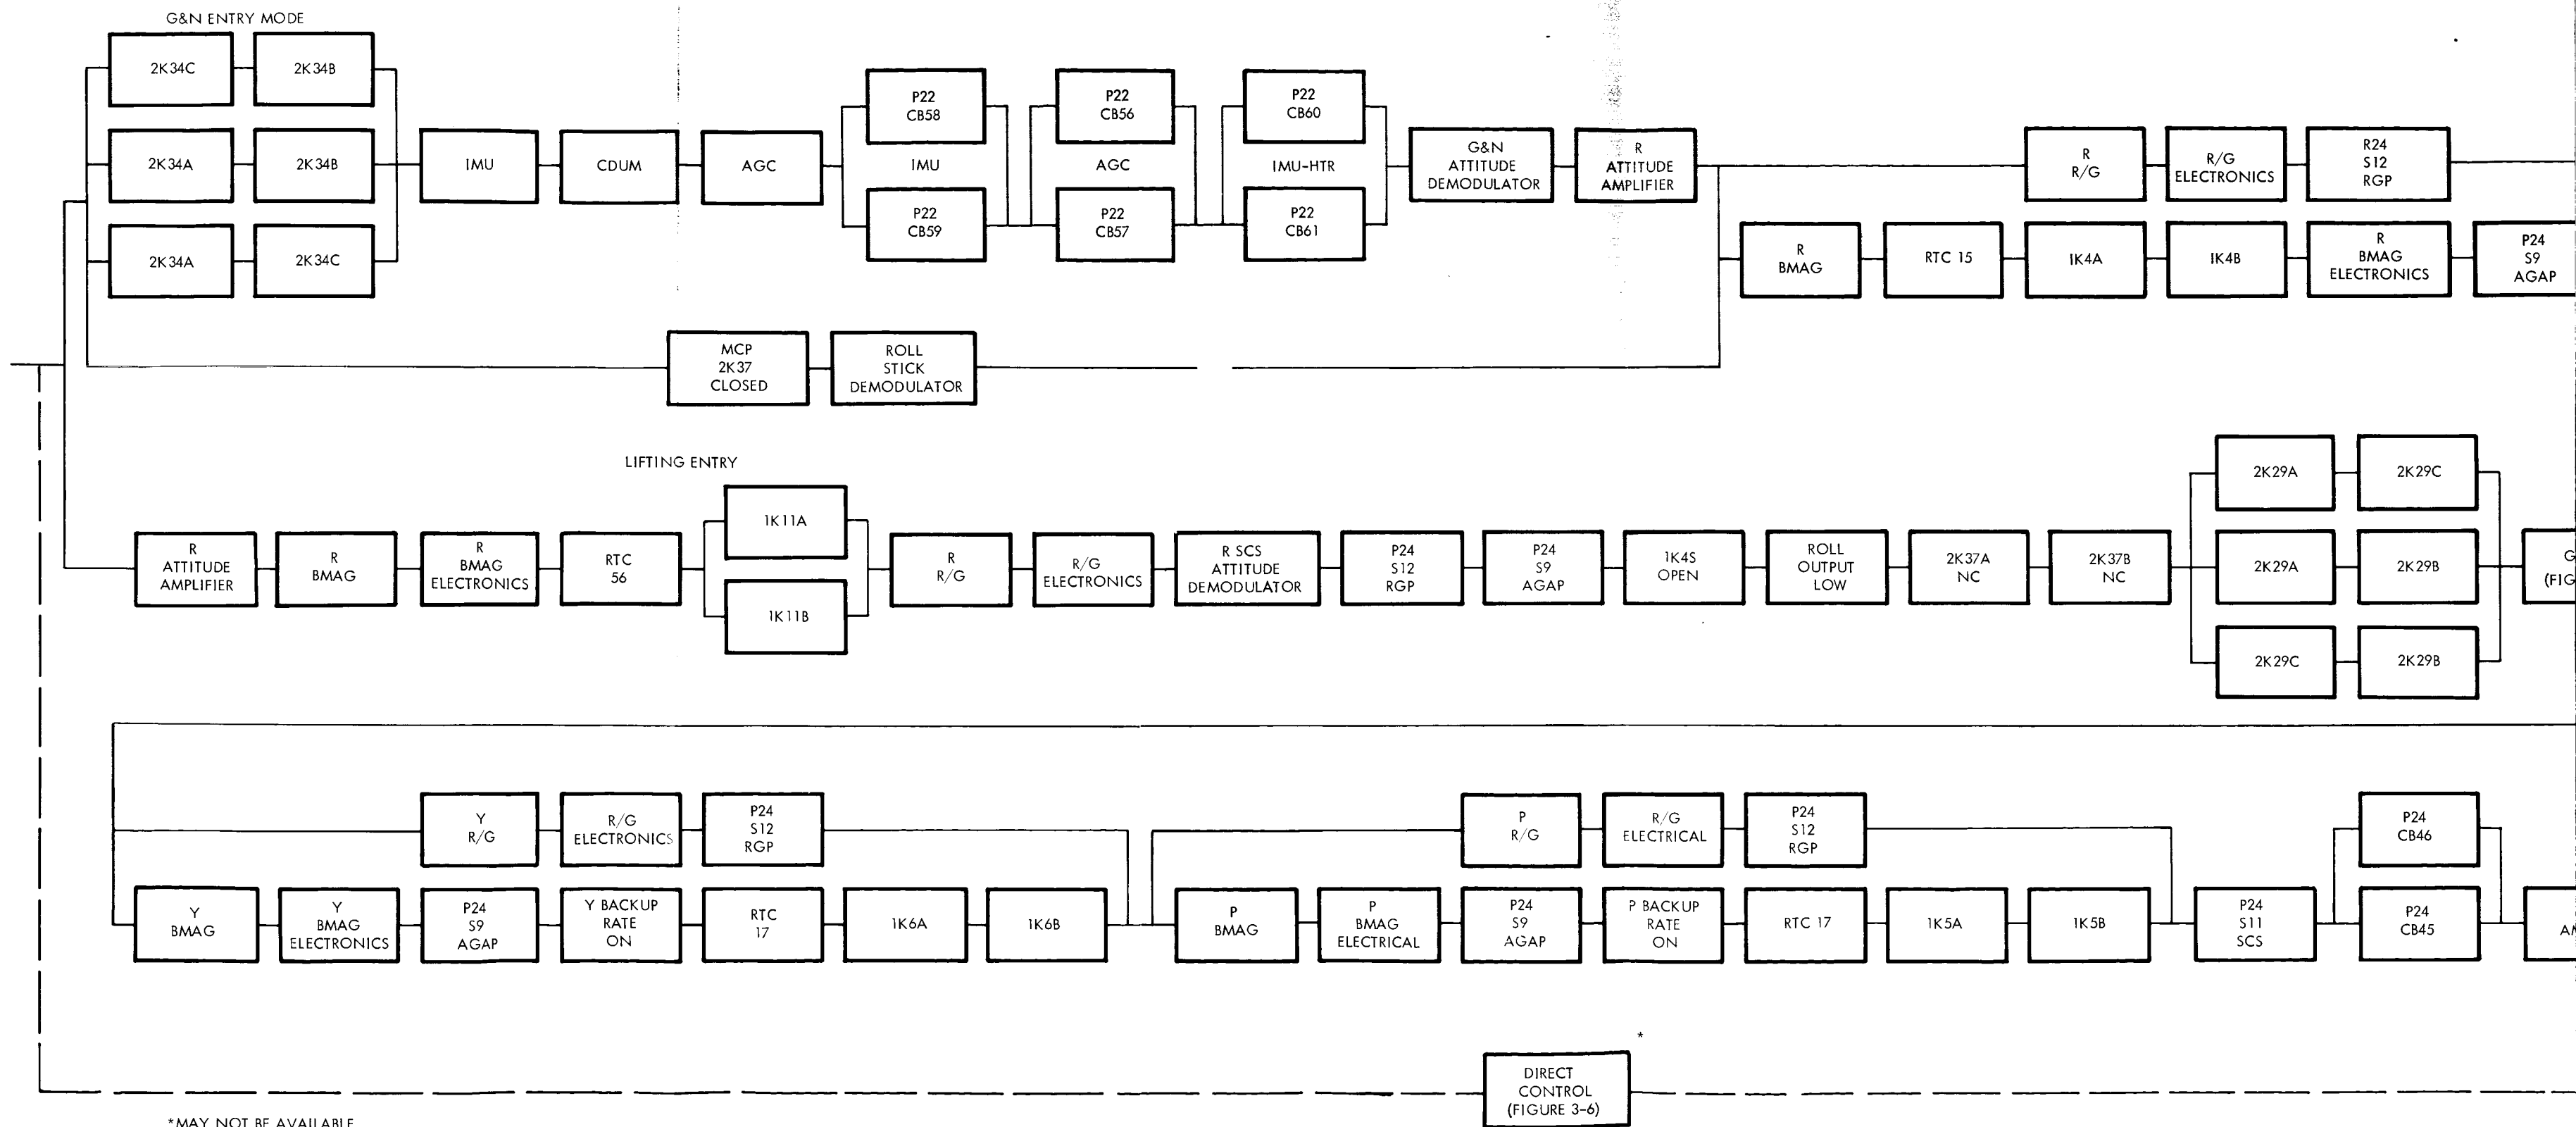 G&N ENTRY MODE
2K34C
2K34B
2K34A
2K34B
2K34A
2K34C
IMU
CDUM
AGC
P22
CB58
IMU
P22
CB59
P22
CB56
AGC
P22
CB57
P22
CB60
IMU-HTR
P22
CB61
G&N
ATTITUDE
DEMODULATOR
R
ATTITUDE
AMPLIFIER
R
R/G
R/G
ELECTRONICS
R24
S12
RGP
R
BMAG
RTC 15
IK4A
IK4B
R
BMAG
ELECTRONICS
P24
S9
AGAP
MCP
2K37
CLOSED
ROLL
STICK
DEMODULATOR
LIFTING ENTRY
R
ATTITUDE
AMPLIFIER
R
BMAG
R
BMAG
ELECTRONICS
RTC
56
1K11A
1K11B
R
R/G
R/G
ELECTRONICS
R SCS
ATTITUDE
DEMODULATOR
P24
S12
RGP
P24
S9
AGAP
1K4S
OPEN
ROLL
OUTPUT
LOW
2K37A
NC
2K37B
NC
2K29A
2K29C
2K29A
2K29B
2K29C
2K29B
G
(FIG
Y
R/G
R/G
ELECTRONICS
P24
S12
RGP
Y
BMAG
Y
BMAG
ELECTRONICS
P24
S9
AGAP
Y BACKUP
RATE
ON
RTC
17
1K6A
1K6B
P
R/G
R/G
ELECTRICAL
P24
S12
RGP
P
BMAG
P
BMAG
ELECTRICAL
P24
S9
AGAP
P BACKUP
RATE
ON
RTC 17
1K5A
1K5B
P24
S11
SCS
P24
CB46
P24
CB45
*
DIRECT
CONTROL
(FIGURE 3-6)
*MAY NOT BE AVAILABLE